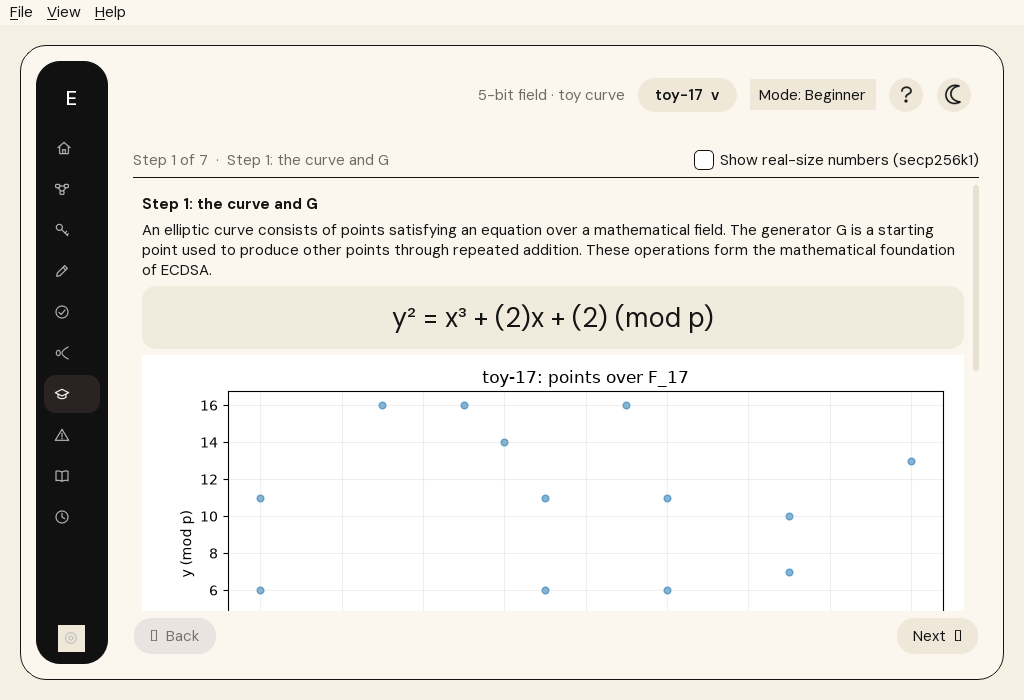 File View Help
E
5-bit field · toy curve toy-17 v Mode: Beginner ?
Step 1 of 7 · Step 1: the curve and G Show real-size numbers (secp256k1)
Step 1: the curve and G
An elliptic curve consists of points satisfying an equation over a mathematical field. The generator G is a starting
point used to produce other points through repeated addition. These operations form the mathematical foundation
of ECDSA.
y² = x³ + (2)x + (2) (mod p)
toy-17: points over F_17
16
14
12
10
8
6
y (mod p)
Back Next